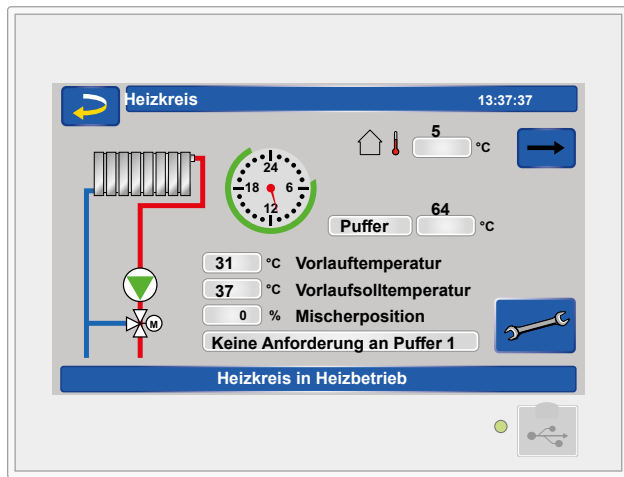 Heizkreis 13:37:37
5 °C
24
18 6
12
64
Puffer °C
31 °C Vorlauftemperatur
37 °C Vorlaufsolltemperatur
0 % Mischerposition
M
Keine Anforderung an Puffer 1
Heizkreis in Heizbetrieb